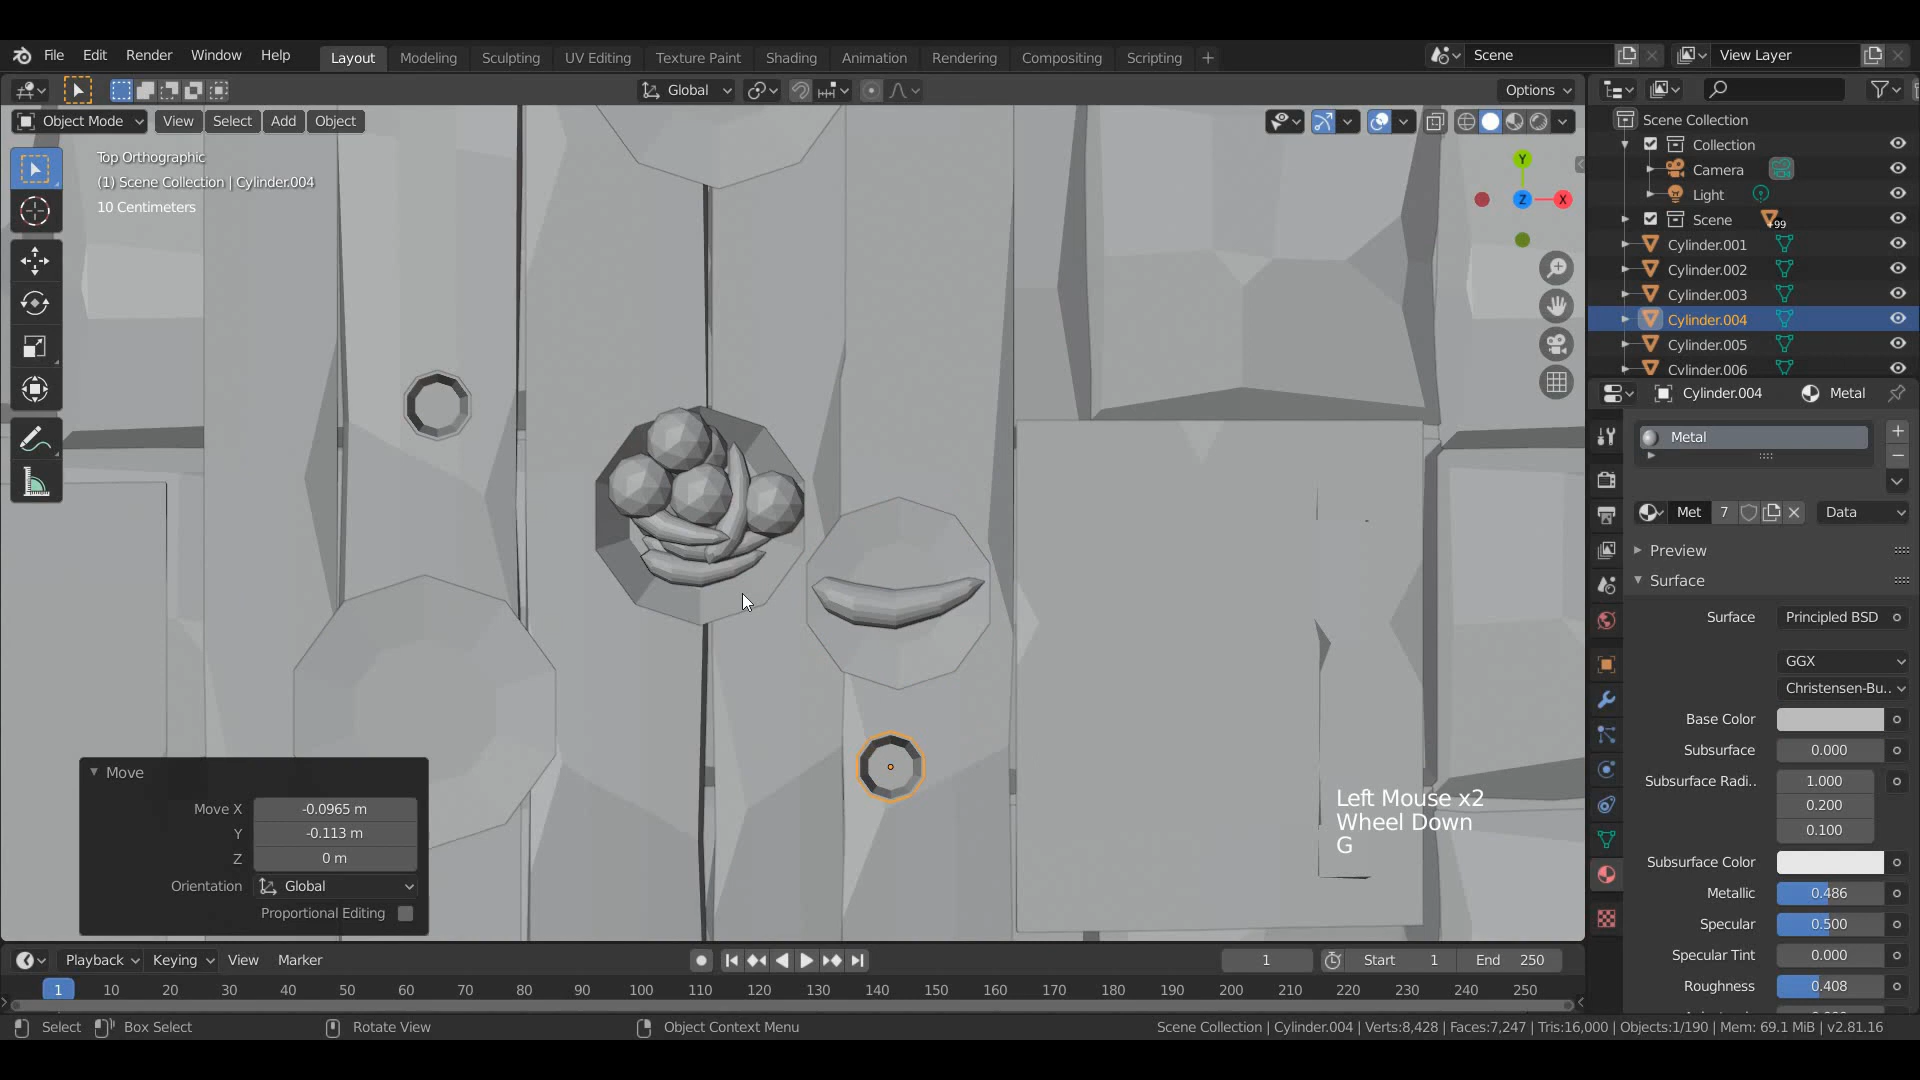 File Edit Render Window Help Layout Modeling Sculpting UV Editing Texture Paint Shading Animation Rendering Compositing Scripting + Scene View Layer
Global Options
Object Mode View Select Add Object
Top Orthographic
(1) Scene Collection | Cylinder.004
10 Centimeters
Y
Z X
Scene Collection
Collection
Camera
Light
Scene +99
Cylinder.001
Cylinder.002
Cylinder.003
Cylinder.004
Cylinder.005
Cylinder.006
Cylinder.004 Metal
Metal
Met 7 Data
Preview
Surface
Surface Principled BSD
GGX
Christensen-Bu..
Base Color
Subsurface 0.000
Subsurface Radi.. 1.000
0.200
0.100
Subsurface Color
Metallic 0.486
Specular 0.500
Specular Tint 0.000
Roughness 0.408
Move
Move X -0.0965 m
Y -0.113 m
Z 0 m
Orientation Global
Proportional Editing
Left Mouse x2
Wheel Down
G
Playback Keying View Marker 1 Start 1 End 250
1 10 20 30 40 50 60 70 80 90 100 110 120 130 140 150 160 170 180 190 200 210 220 230 240 250
Select Box Select Rotate View Object Context Menu Scene Collection | Cylinder.004 | Verts:8,428 | Faces:7,247 | Tris:16,000 | Objects:1/190 | Mem: 69.1 MiB | v2.81.16